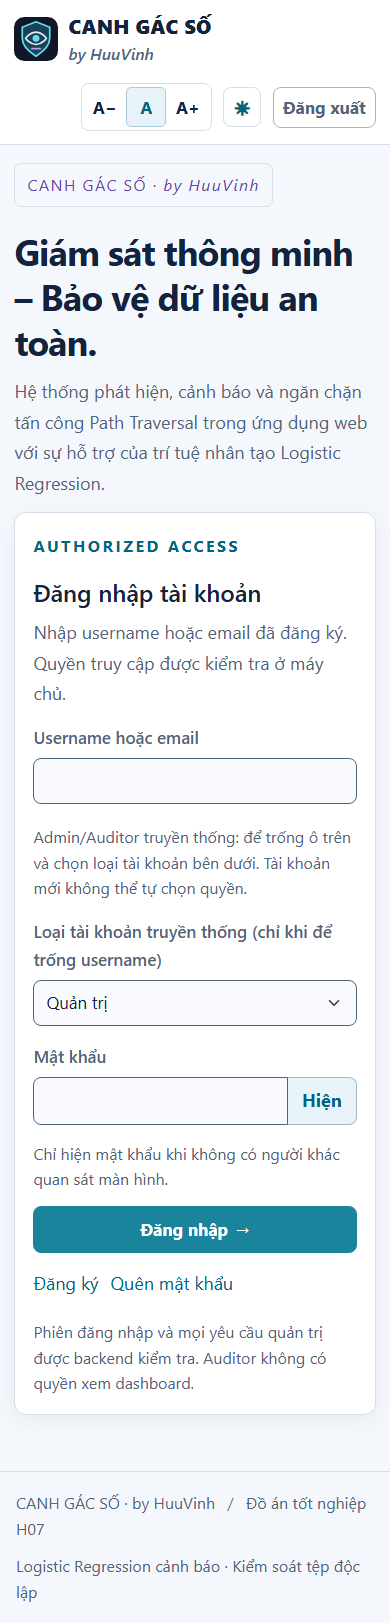 CANH GÁC SỐ
by HuuVinh
A− A A+ Đăng xuất
CANH GÁC SỐ · by HuuVinh
Giám sát thông minh
– Bảo vệ dữ liệu an
toàn.
Hệ thống phát hiện, cảnh báo và ngăn chặn
tấn công Path Traversal trong ứng dụng web
với sự hỗ trợ của trí tuệ nhân tạo Logistic
Regression.
AUTHORIZED ACCESS
Đăng nhập tài khoản
Nhập username hoặc email đã đăng ký.
Quyền truy cập được kiểm tra ở máy
chủ.
Username hoặc email
Admin/Auditor truyền thống: để trống ô trên
và chọn loại tài khoản bên dưới. Tài khoản
mới không thể tự chọn quyền.
Loại tài khoản truyền thống (chỉ khi để
trống username)
Quản trị
Mật khẩu
Hiện
Chỉ hiện mật khẩu khi không có người khác
quan sát màn hình.
Đăng nhập →
Đăng ký Quên mật khẩu
Phiên đăng nhập và mọi yêu cầu quản trị
được backend kiểm tra. Auditor không có
quyền xem dashboard.
CANH GÁC SỐ · by HuuVinh / Đồ án tốt nghiệp
H07
Logistic Regression cảnh báo · Kiểm soát tệp độc
lập